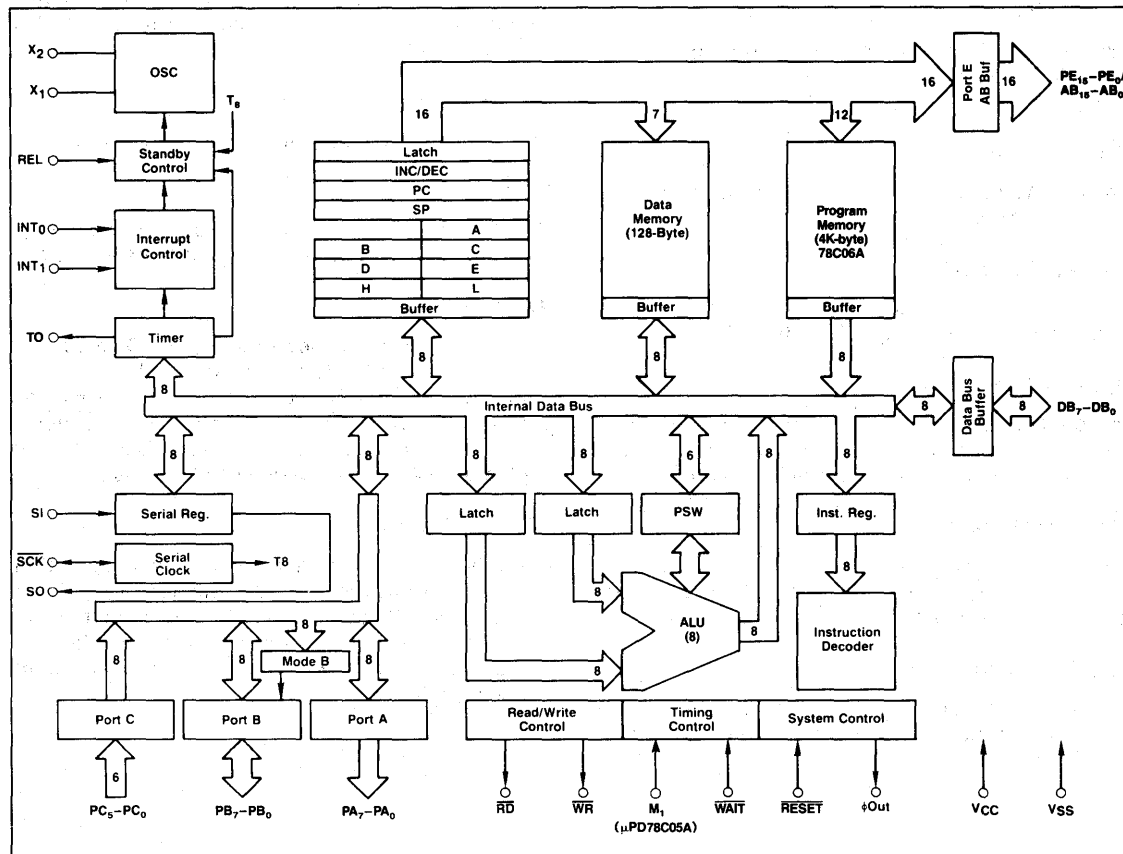 X₂
OSC
X₁
T₈
REL
Standby
Control
INT₀
Interrupt
Control
INT₁
TO
Timer
8
16
Latch
INC/DEC
PC
SP
A
B
C
D
E
H
L
Buffer
8
7
Data
Memory
(128-Byte)
Buffer
8
12
Program
Memory
(4K-byte)
78C06A
Buffer
8
16
Port E
AB Buf
16
PE₁₅–PE₀/
AB₁₅–AB₀
Internal Data Bus
8
Data Bus
Buffer
8
DB₇–DB₀
8
8
8
8
6
8
8
SI
Serial Reg.
S̅C̅K̅
Serial
Clock
T8
SO
Latch
Latch
PSW
Inst. Reg.
8
8
8
ALU
(8)
8
Instruction
Decoder
8
8
8
Mode B
8
Port C
Port B
Port A
6
PC₅–PC₀
PB₇–PB₀
PA₇–PA₀
Read/Write
Control
Timing
Control
System Control
R̅D̅
W̅R̅
M₁
(μPD78C05A)
W̅A̅I̅T̅
R̅E̅S̅E̅T̅
ϕOut
VCC
VSS